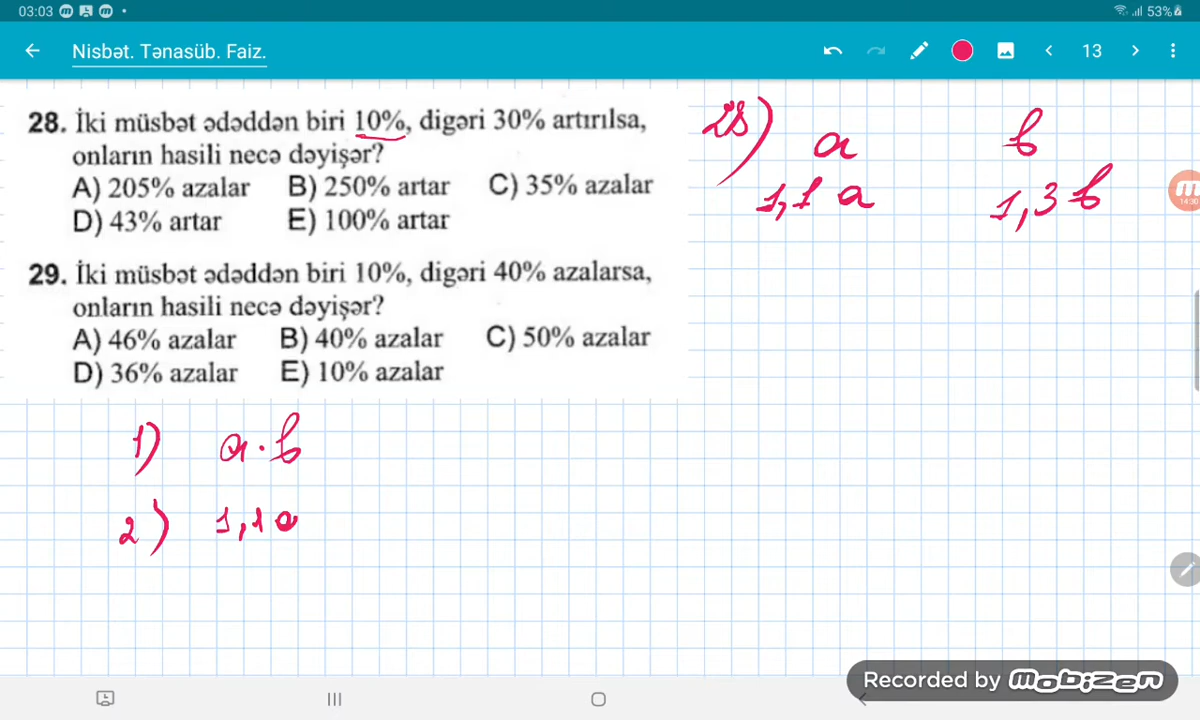 03:03 53%
Nisbət. Tənasüb. Faiz. 13
28. İki müsbət ədəddən biri 10%, digəri 30% artırılsa,
onların hasili necə dəyişər?
A) 205% azalar B) 250% artar C) 35% azalar
D) 43% artar E) 100% artar
29. İki müsbət ədəddən biri 10%, digəri 40% azalarsa,
onların hasili necə dəyişər?
A) 46% azalar B) 40% azalar C) 50% azalar
D) 36% azalar E) 10% azalar
28) a b
1,1 a 1,3 b
1) a·b
2) 1,1a
14:30
Recorded by mobizen